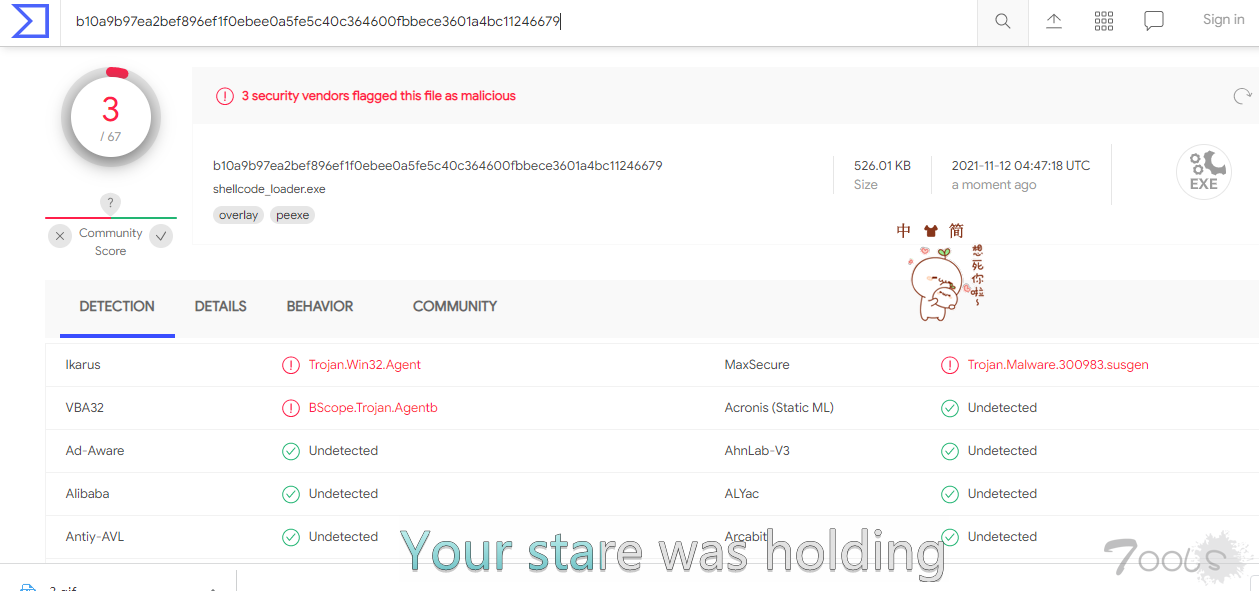 b10a9b97ea2bef896ef1f0ebee0a5fe5c40c364600fbbece3601a4bc11246679
Sign in
3
/ 67
3 security vendors flagged this file as malicious
b10a9b97ea2bef896ef1f0ebee0a5fe5c40c364600fbbece3601a4bc11246679
shellcode_loader.exe
overlay peexe
526.01 KB
Size
2021-11-12 04:47:18 UTC
a moment ago
EXE
?
Community
Score
中 简
想死你啦~
DETECTION DETAILS BEHAVIOR COMMUNITY
Ikarus Trojan.Win32.Agent MaxSecure Trojan.Malware.300983.susgen
VBA32 BScope.Trojan.Agentb Acronis (Static ML) Undetected
Ad-Aware Undetected AhnLab-V3 Undetected
Alibaba Undetected ALYac Undetected
Antiy-AVL Undetected Arcabit Undetected
Your stare was holding
Tools